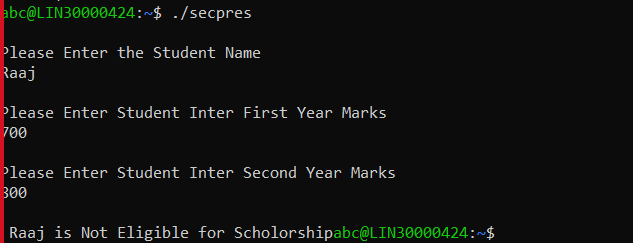 abc@LIN30000424:~$ ./secpres
Please Enter the Student Name
Raaj
Please Enter Student Inter First Year Marks
700
Please Enter Student Inter Second Year Marks
800
Raaj is Not Eligible for Scholorshipabc@LIN30000424:~$